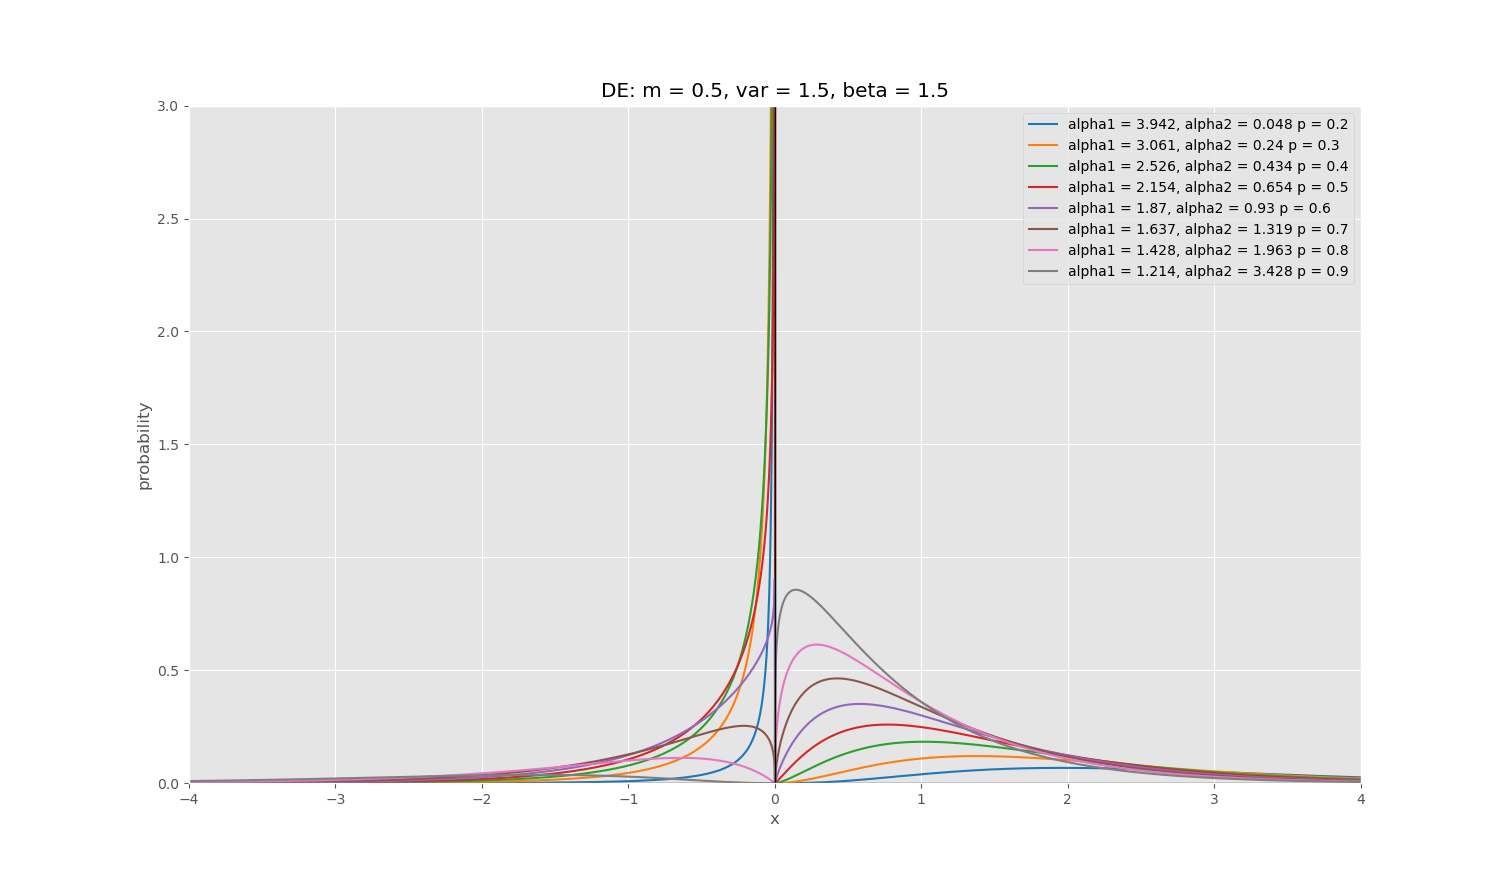 DE: m = 0.5, var = 1.5, beta = 1.5
alpha1 = 3.942, alpha2 = 0.048 p = 0.2
alpha1 = 3.061, alpha2 = 0.24 p = 0.3
alpha1 = 2.526, alpha2 = 0.434 p = 0.4
alpha1 = 2.154, alpha2 = 0.654 p = 0.5
alpha1 = 1.87, alpha2 = 0.93 p = 0.6
alpha1 = 1.637, alpha2 = 1.319 p = 0.7
alpha1 = 1.428, alpha2 = 1.963 p = 0.8
alpha1 = 1.214, alpha2 = 3.428 p = 0.9
probability
3.0
2.5
2.0
1.5
1.0
0.5
0.0
−4 −3 −2 −1 0 1 2 3 4
x